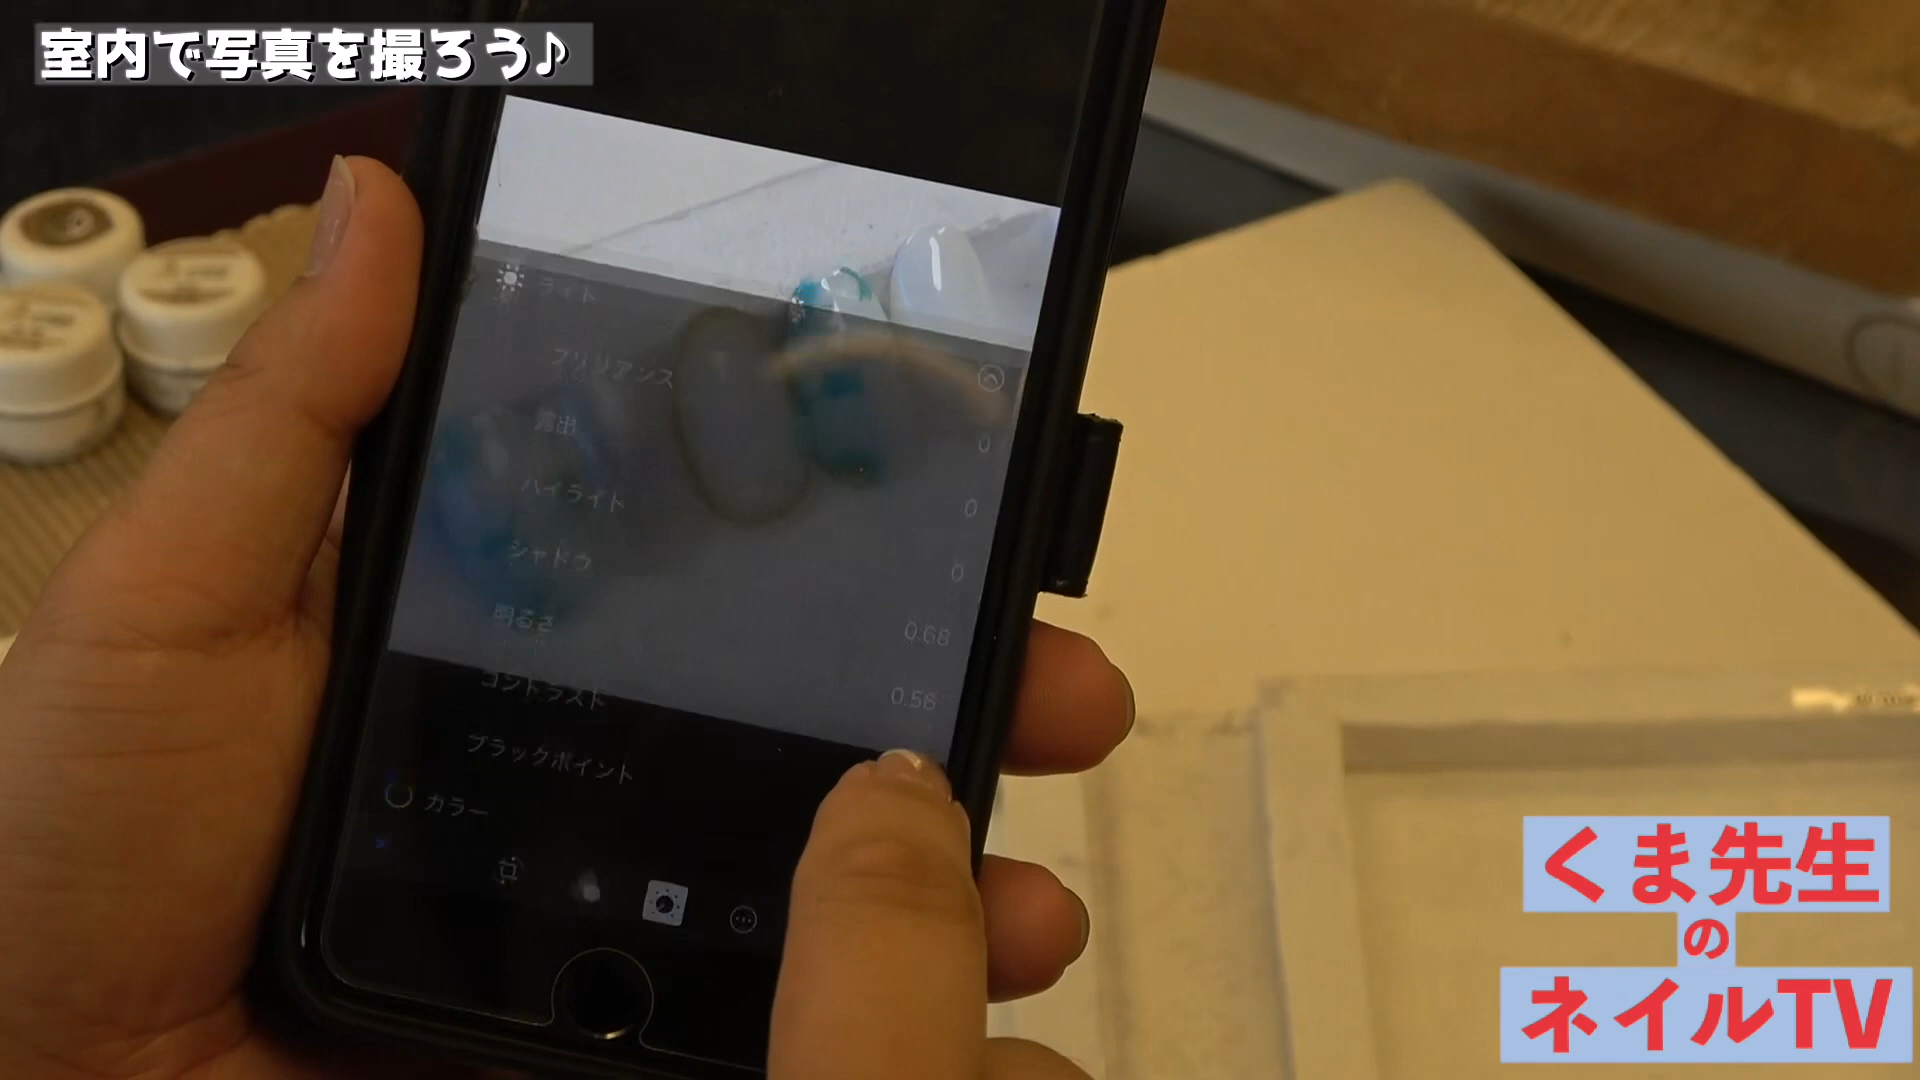 室内で写真を撮ろう♪
ライト
ブリリアンス
露出
0
ハイライト
0
シャドウ
0
明るさ
0.68
コントラスト
0.56
ブラックポイント
カラー
くま先生
の
ネイルTV